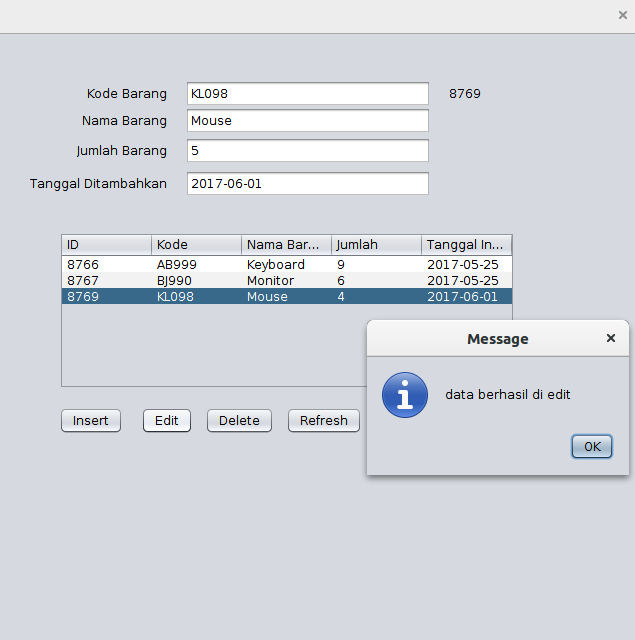 Kode Barang KL098 8769
Nama Barang Mouse
Jumlah Barang 5
Tanggal Ditambahkan 2017-06-01
ID Kode Nama Bar... Jumlah Tanggal In...
8766 AB999 Keyboard 9 2017-05-25
8767 BJ990 Monitor 6 2017-05-25
8769 KL098 Mouse 4 2017-06-01
Message
data berhasil di edit
OK
Insert Edit Delete Refresh